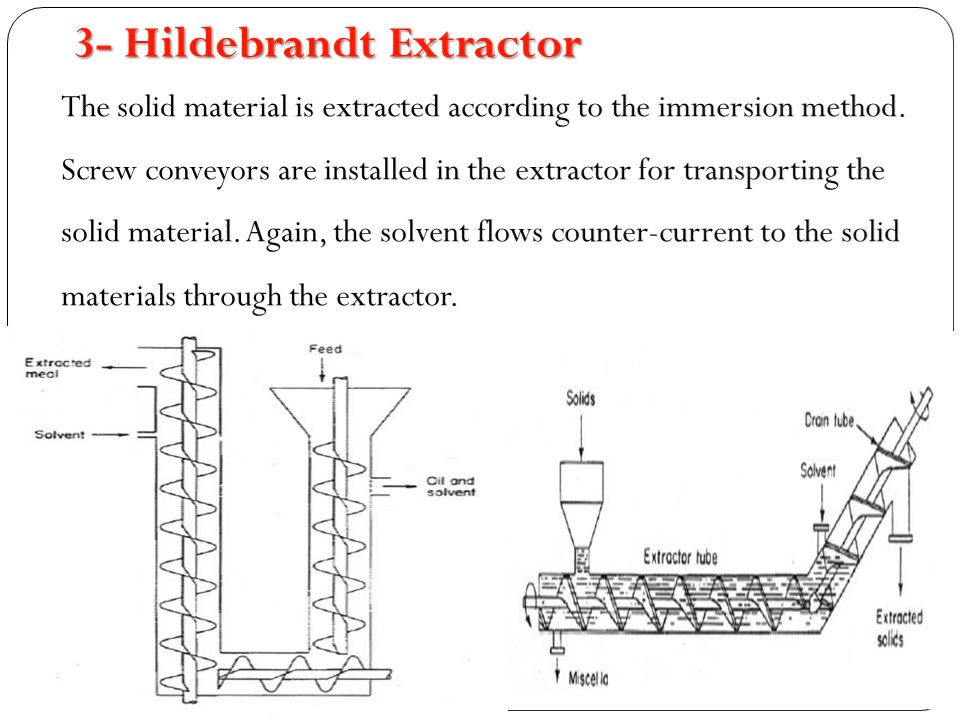 3- Hildebrandt Extractor
The solid material is extracted according to the immersion method.
Screw conveyors are installed in the extractor for transporting the
solid material. Again, the solvent flows counter-current to the solid
materials through the extractor.
Extracted
meal
Solvent
Feed
Oil and
solvent
Solids
Drain tube
Solvent
Extractor tube
Extracted
solids
Miscella